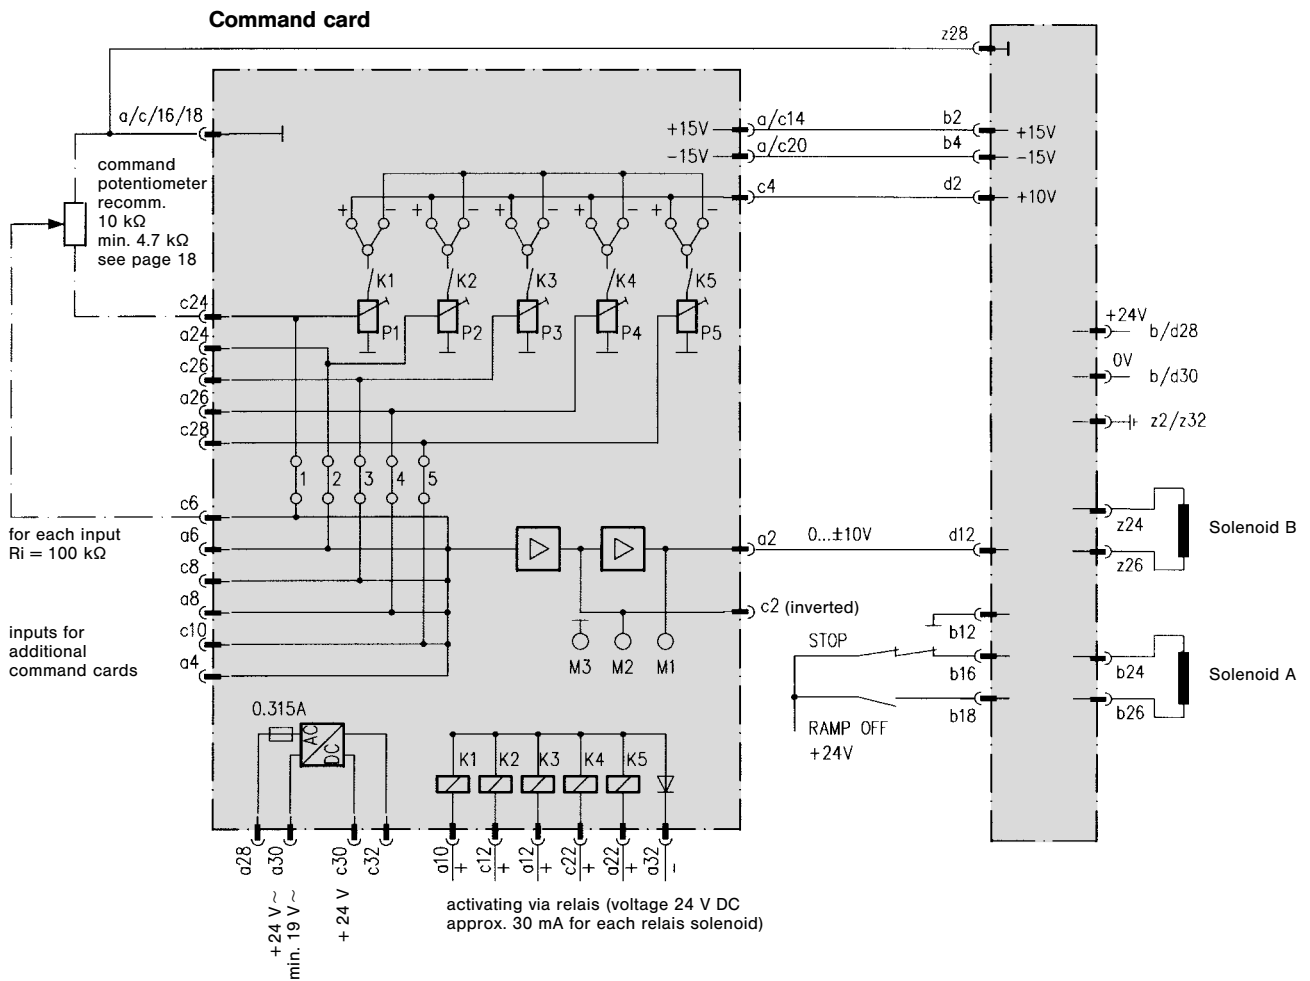 Command card
z28
a/c/16/18
+15V
a/c14
b2
+15V
-15V
a/c20
b4
-15V
c4
d2
+10V
command
potentiometer
recomm.
10 kΩ
min. 4.7 kΩ
see page 18
+ - + - + - + - + -
K1 K2 K3 K4 K5
P1 P2 P3 P4 P5
c24
a24
c26
a26
c28
+24V
b/d28
0V
b/d30
z2/z32
1 2 3 4 5
c6
a6
c8
a8
c10
a4
for each input
Ri = 100 kΩ
inputs for
additional
command cards
a2
0...±10V
d12
c2 (inverted)
M3 M2 M1
z24
z26
Solenoid B
STOP
b12
b16
b18
RAMP OFF
+24V
b24
b26
Solenoid A
0.315A
AC
DC
K1 K2 K3 K4 K5
a28 a30 c30 c32
a10 c12 a12 c22 a22 a32
+ + + + + -
+24 V ~
min. 19 V ~
+24 V
activating via relais (voltage 24 V DC
approx. 30 mA for each relais solenoid)